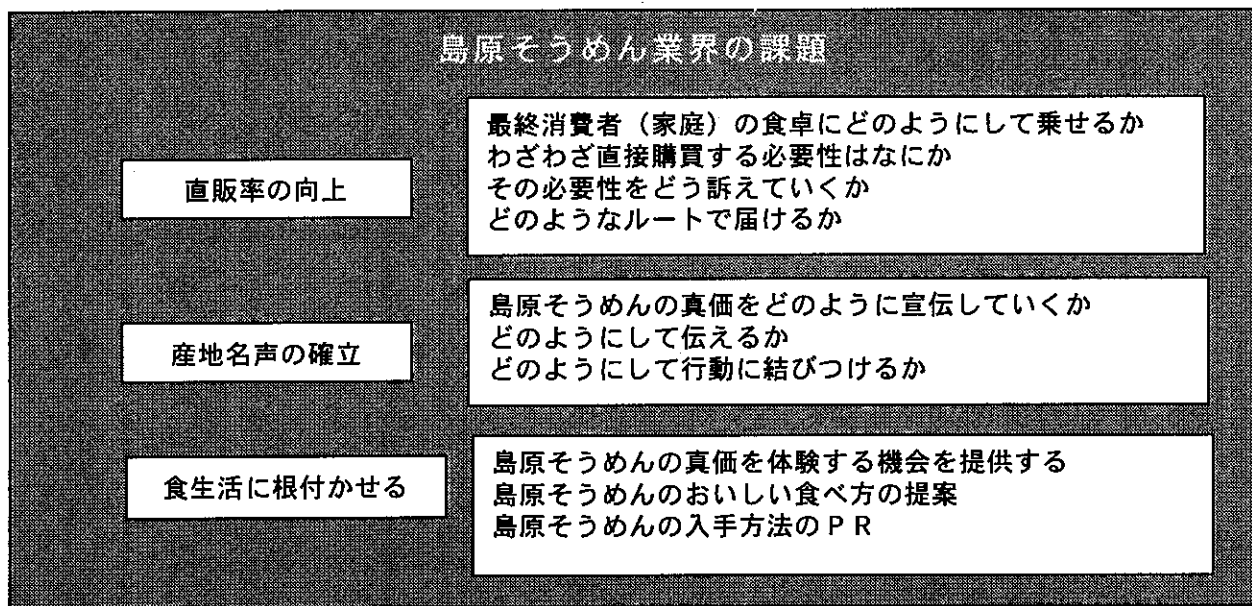 島原そうめん業界の課題
直販率の向上
最終消費者（家庭）の食卓にどのようにして乗せるか
わざわざ直接購買する必要性はなにか
その必要性をどう訴えていくか
どのようなルートで届けるか
産地名声の確立
島原そうめんの真価をどのように宣伝していくか
どのようにして伝えるか
どのようにして行動に結びつけるか
食生活に根付かせる
島原そうめんの真価を体験する機会を提供する
島原そうめんのおいしい食べ方の提案
島原そうめんの入手方法のＰＲ